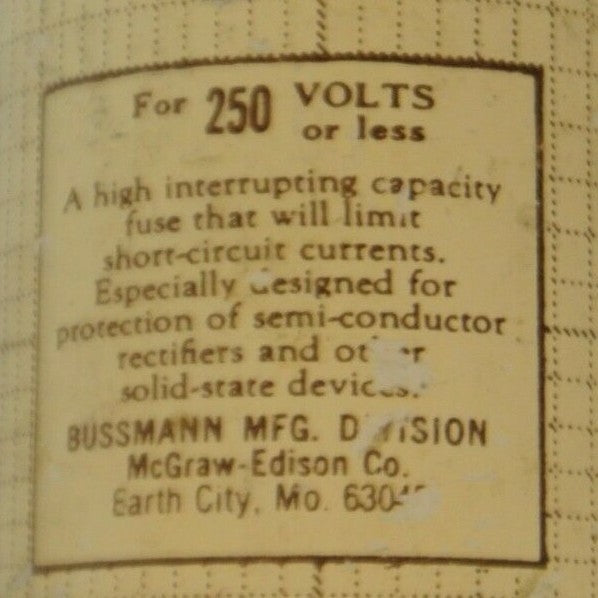 For 250 VOLTS
or less
A high interrupting capacity
fuse that will limit
short-circuit currents.
Especially designed for
protection of semi-conductor
rectifiers and other
solid-state devices.
BUSSMANN MFG. DIVISION
McGraw-Edison Co.
Earth City, Mo.